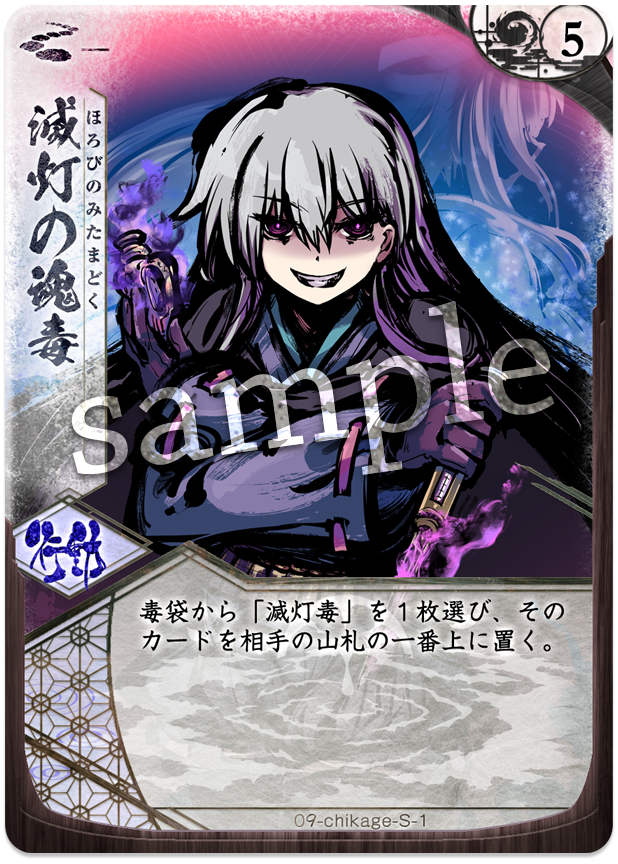 5
滅灯の魂毒
ほろびのみたまどく
sample
行動
毒袋から「滅灯毒」を1枚選び、その
カードを相手の山札の一番上に置く。
09-chikage-S-1